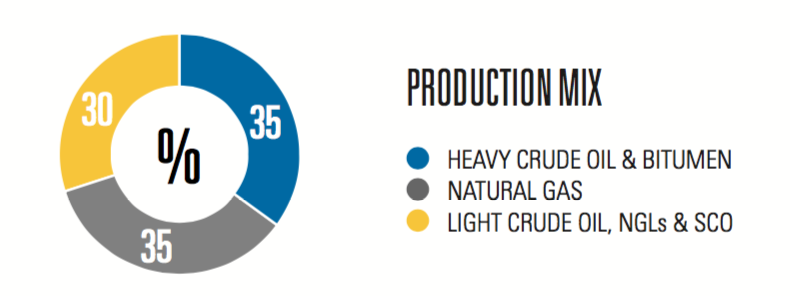 30
35
%
35
PRODUCTION MIX
HEAVY CRUDE OIL & BITUMEN
NATURAL GAS
LIGHT CRUDE OIL, NGLs & SCO